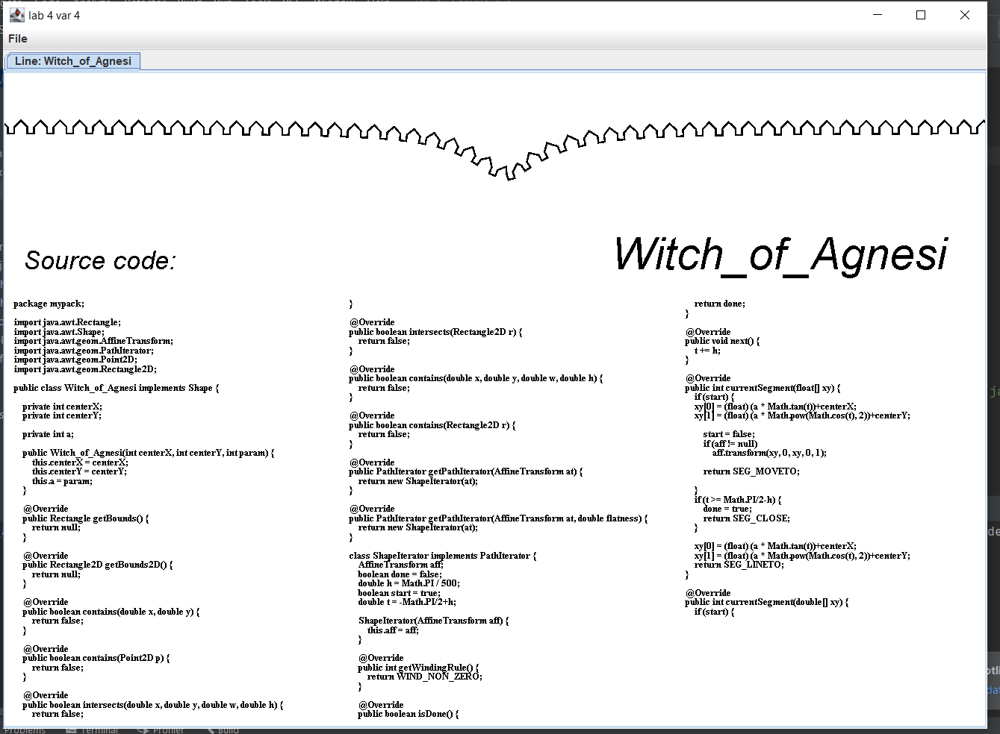 lab 4 var 4
File
Line: Witch_of_Agnesi
Source code:
Witch_of_Agnesi
package mypack;
import java.awt.Rectangle;
import java.awt.Shape;
import java.awt.geom.AffineTransform;
import java.awt.geom.PathIterator;
import java.awt.geom.Point2D;
import java.awt.geom.Rectangle2D;
public class Witch_of_Agnesi implements Shape {
private int centerX;
private int centerY;
private int a;
public Witch_of_Agnesi(int centerX, int centerY, int param) {
this.centerX = centerX;
this.centerY = centerY;
this.a = param;
}
@Override
public Rectangle getBounds() {
return null;
}
@Override
public Rectangle2D getBounds2D() {
return null;
}
@Override
public boolean contains(double x, double y) {
return false;
}
@Override
public boolean contains(Point2D p) {
return false;
}
@Override
public boolean intersects(double x, double y, double w, double h) {
return false;
}
@Override
public boolean intersects(Rectangle2D r) {
return false;
}
@Override
public boolean contains(double x, double y, double w, double h) {
return false;
}
@Override
public boolean contains(Rectangle2D r) {
return false;
}
@Override
public PathIterator getPathIterator(AffineTransform at) {
return new ShapeIterator(at);
}
@Override
public PathIterator getPathIterator(AffineTransform at, double flatness) {
return new ShapeIterator(at);
}
class ShapeIterator implements PathIterator {
AffineTransform aff;
boolean done = false;
double h = Math.PI / 500;
boolean start = true;
double t = -Math.PI/2+h;
ShapeIterator(AffineTransform aff) {
this.aff = aff;
}
@Override
public int getWindingRule() {
return WIND_NON_ZERO;
}
@Override
public boolean isDone() {
return done;
}
@Override
public void next() {
t += h;
}
@Override
public int currentSegment(float[] xy) {
if (start) {
xy[0] = (float) (a * Math.tan(t))+centerX;
xy[1] = (float) (a * Math.pow(Math.cos(t), 2))+centerY;
start = false;
if (aff != null)
aff.transform(xy, 0, xy, 0, 1);
return SEG_MOVETO;
}
if (t >= Math.PI/2-h) {
done = true;
return SEG_CLOSE;
}
xy[0] = (float) (a * Math.tan(t))+centerX;
xy[1] = (float) (a * Math.pow(Math.cos(t), 2))+centerY;
return SEG_LINETO;
}
@Override
public int currentSegment(double[] xy) {
if (start) {
Problems Terminal Profiler Build